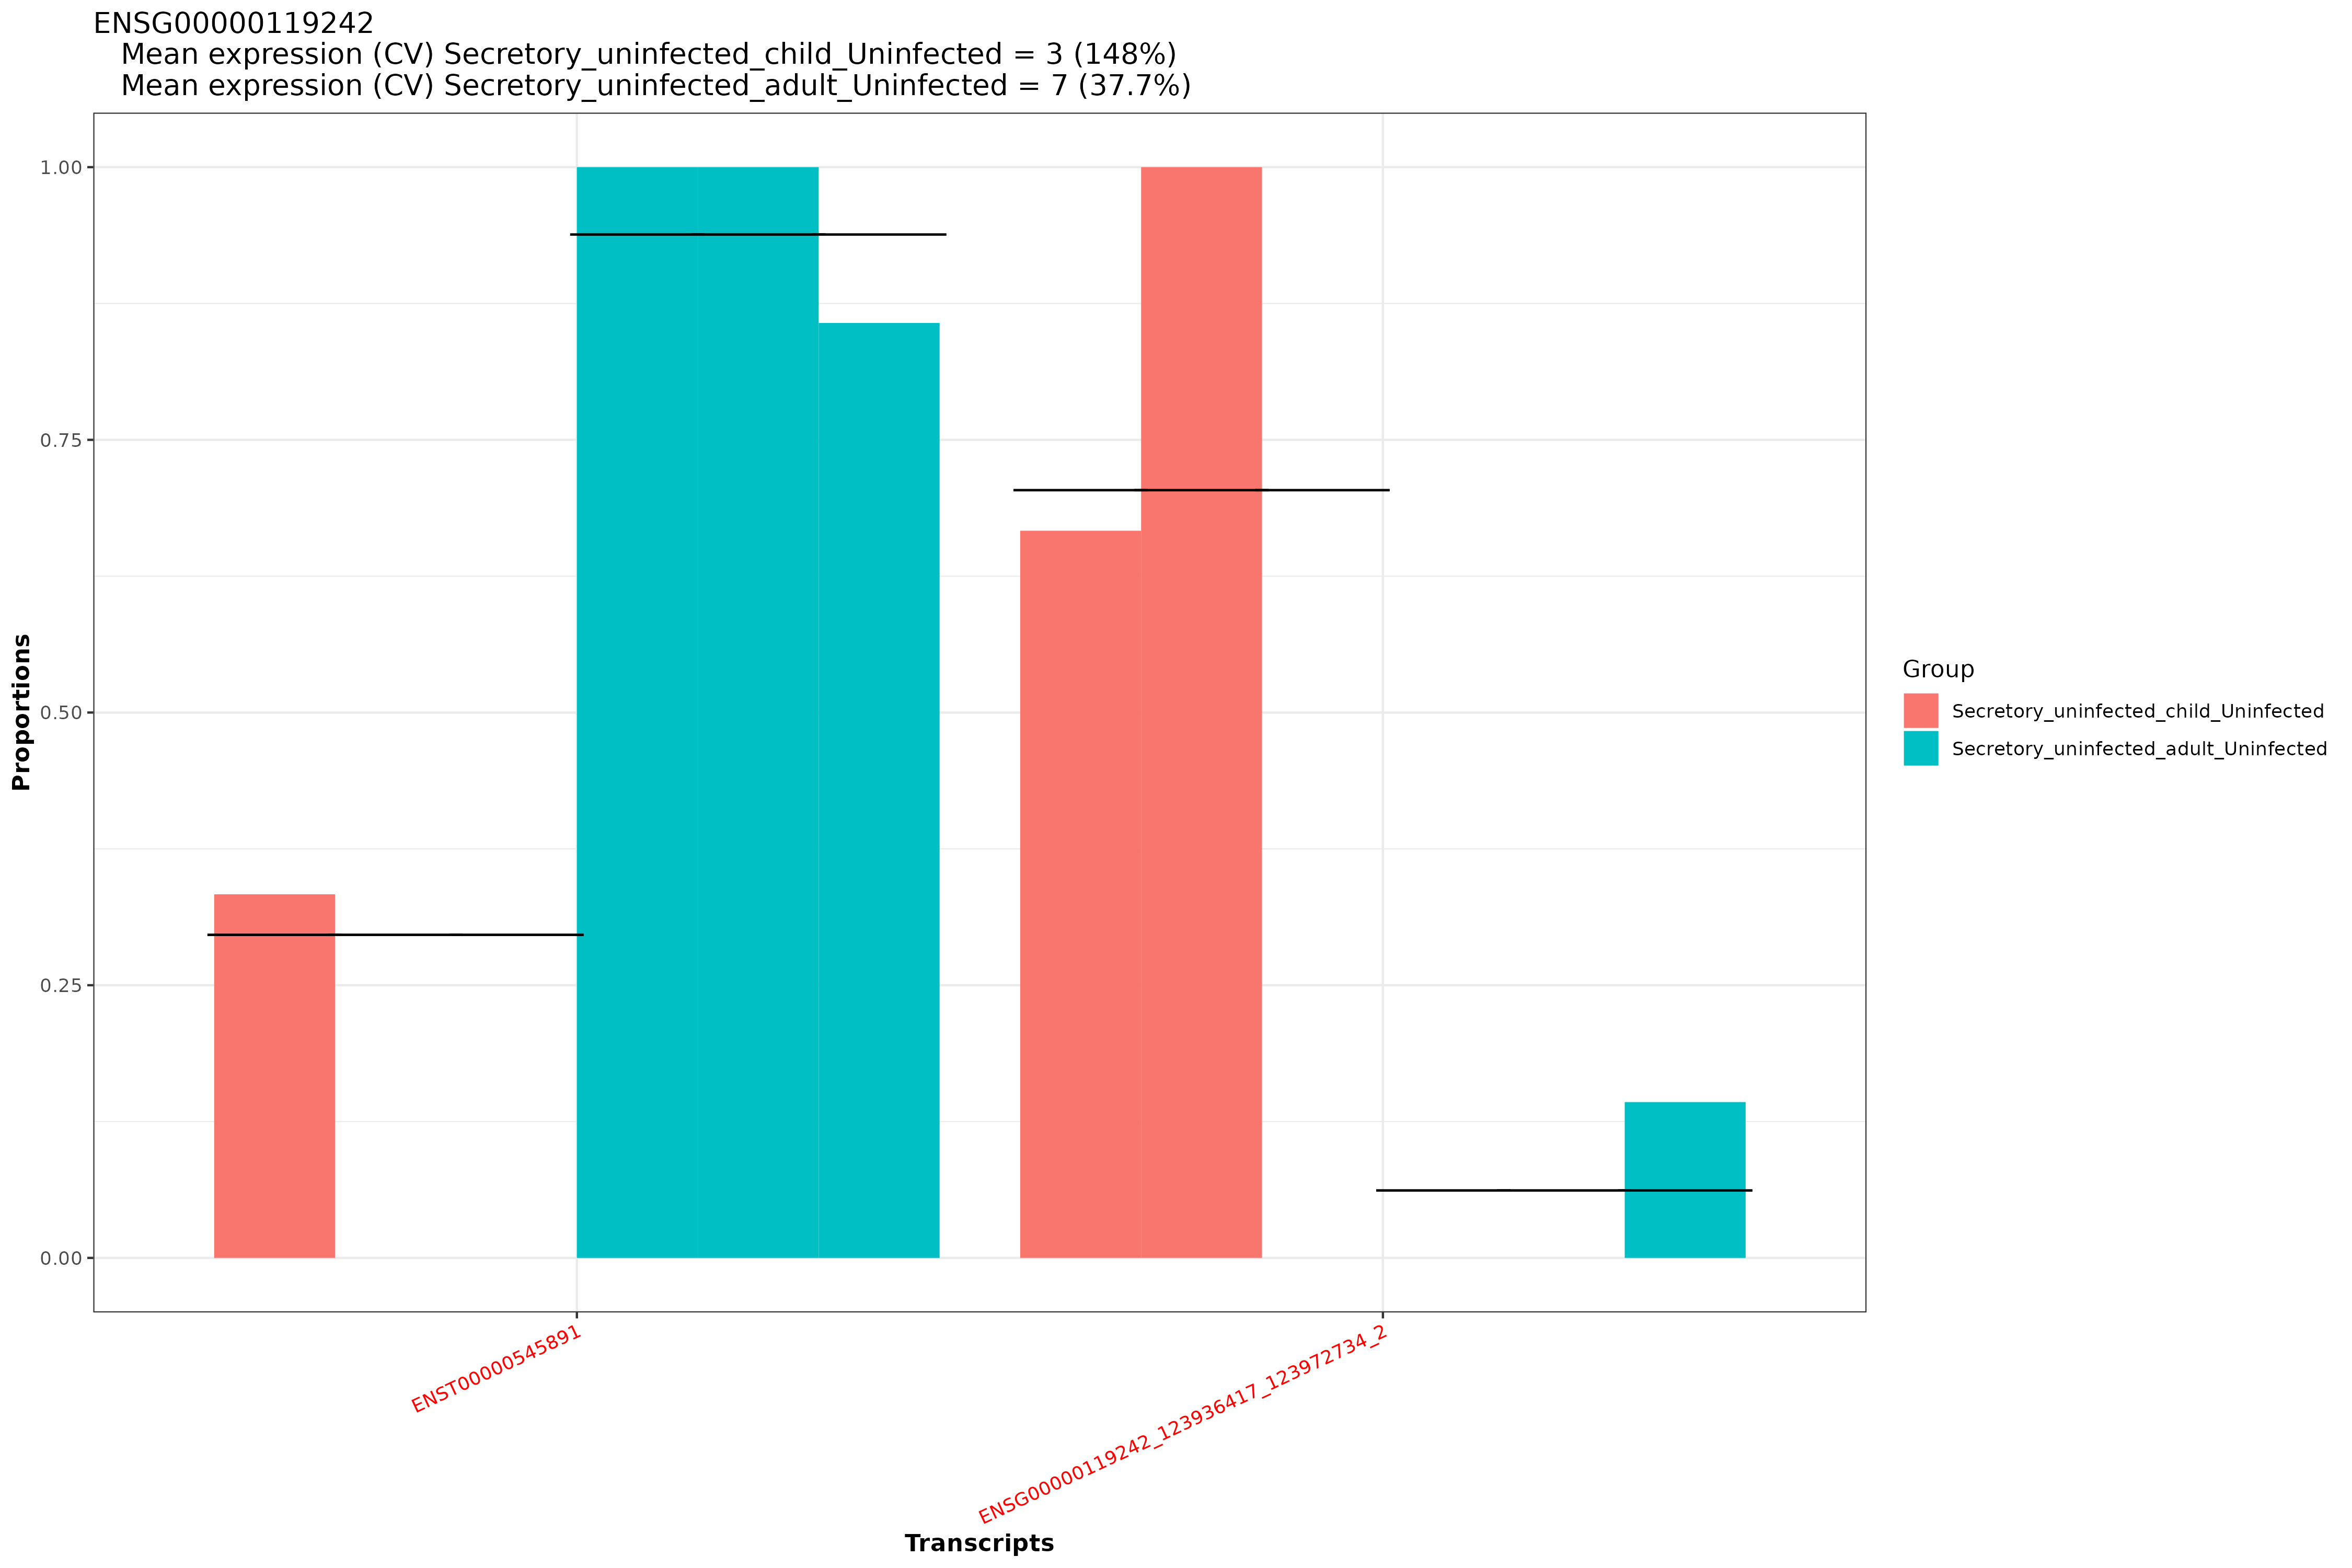 ENSG00000119242
Mean expression (CV) Secretory_uninfected_child_Uninfected = 3 (148%)
Mean expression (CV) Secretory_uninfected_adult_Uninfected = 7 (37.7%)
1.00
0.75
0.50
0.25
0.00
Proportions
ENST00000545891
ENSG00000119242_123936417_123972734_2
Transcripts
Group
Secretory_uninfected_child_Uninfected
Secretory_uninfected_adult_Uninfected